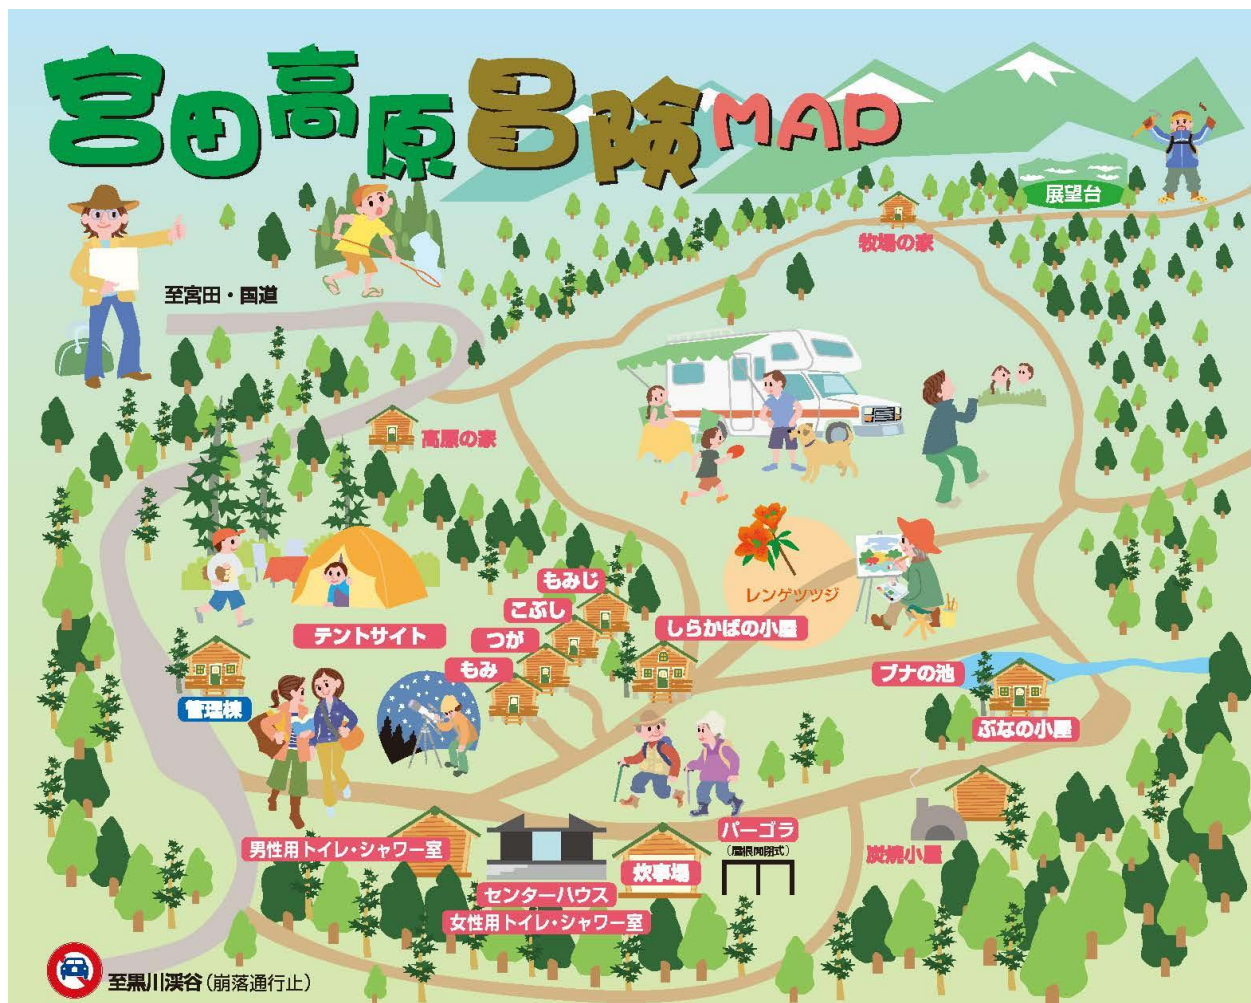 宮田高原冒険MAP
展望台
牧場の家
至宮田・国道
高原の家
レンゲツツジ
もみじ
こぶし
つが
もみ
テントサイト
しらかばの小屋
ブナの池
管理棟
ぶなの小屋
男性用トイレ・シャワー室
センターハウス
女性用トイレ・シャワー室
炊事場
パーゴラ
(屋根開閉式)
炭焼小屋
至黒川渓谷(崩落通行止)